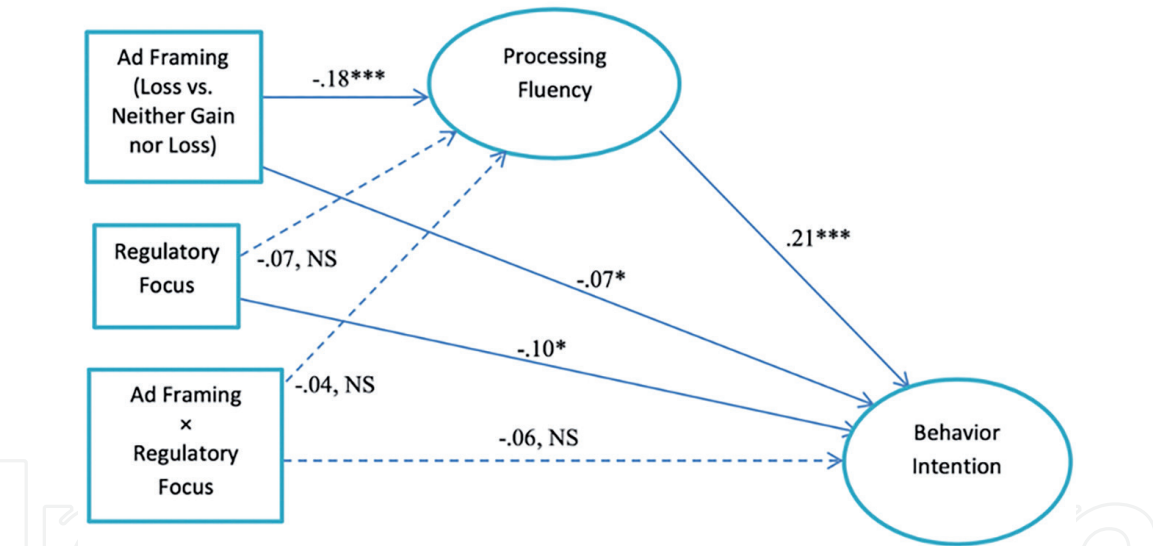 Ad Framing
(Loss vs.
Neither Gain
nor Loss)
-.18***
Processing
Fluency
Regulatory
Focus
-.07, NS
.21***
-.07*
-.10*
Ad Framing
×
Regulatory
Focus
-.04, NS
-.06, NS
Behavior
Intention